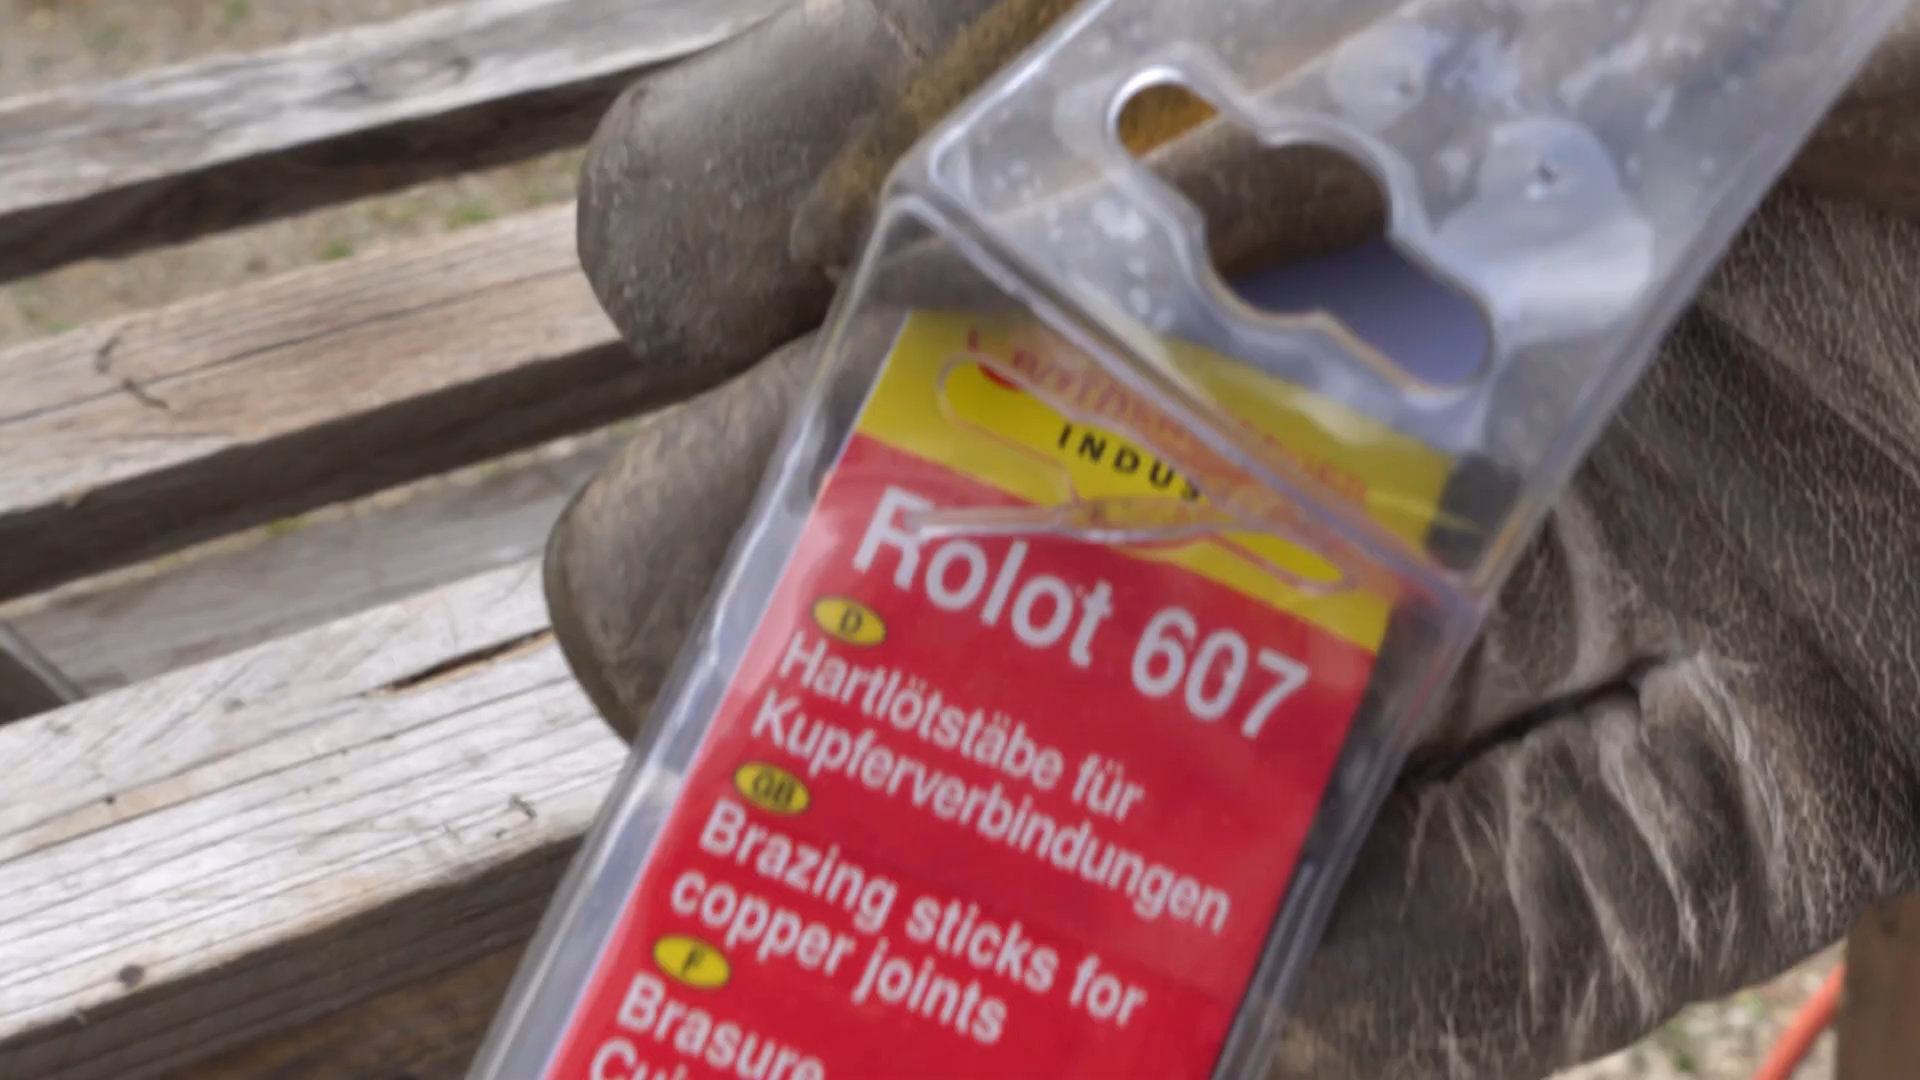 INDUS
Rolot 607
D
Hartlötstäbe für
Kupferverbindungen
GB
Brazing sticks for
copper joints
F
Brasure